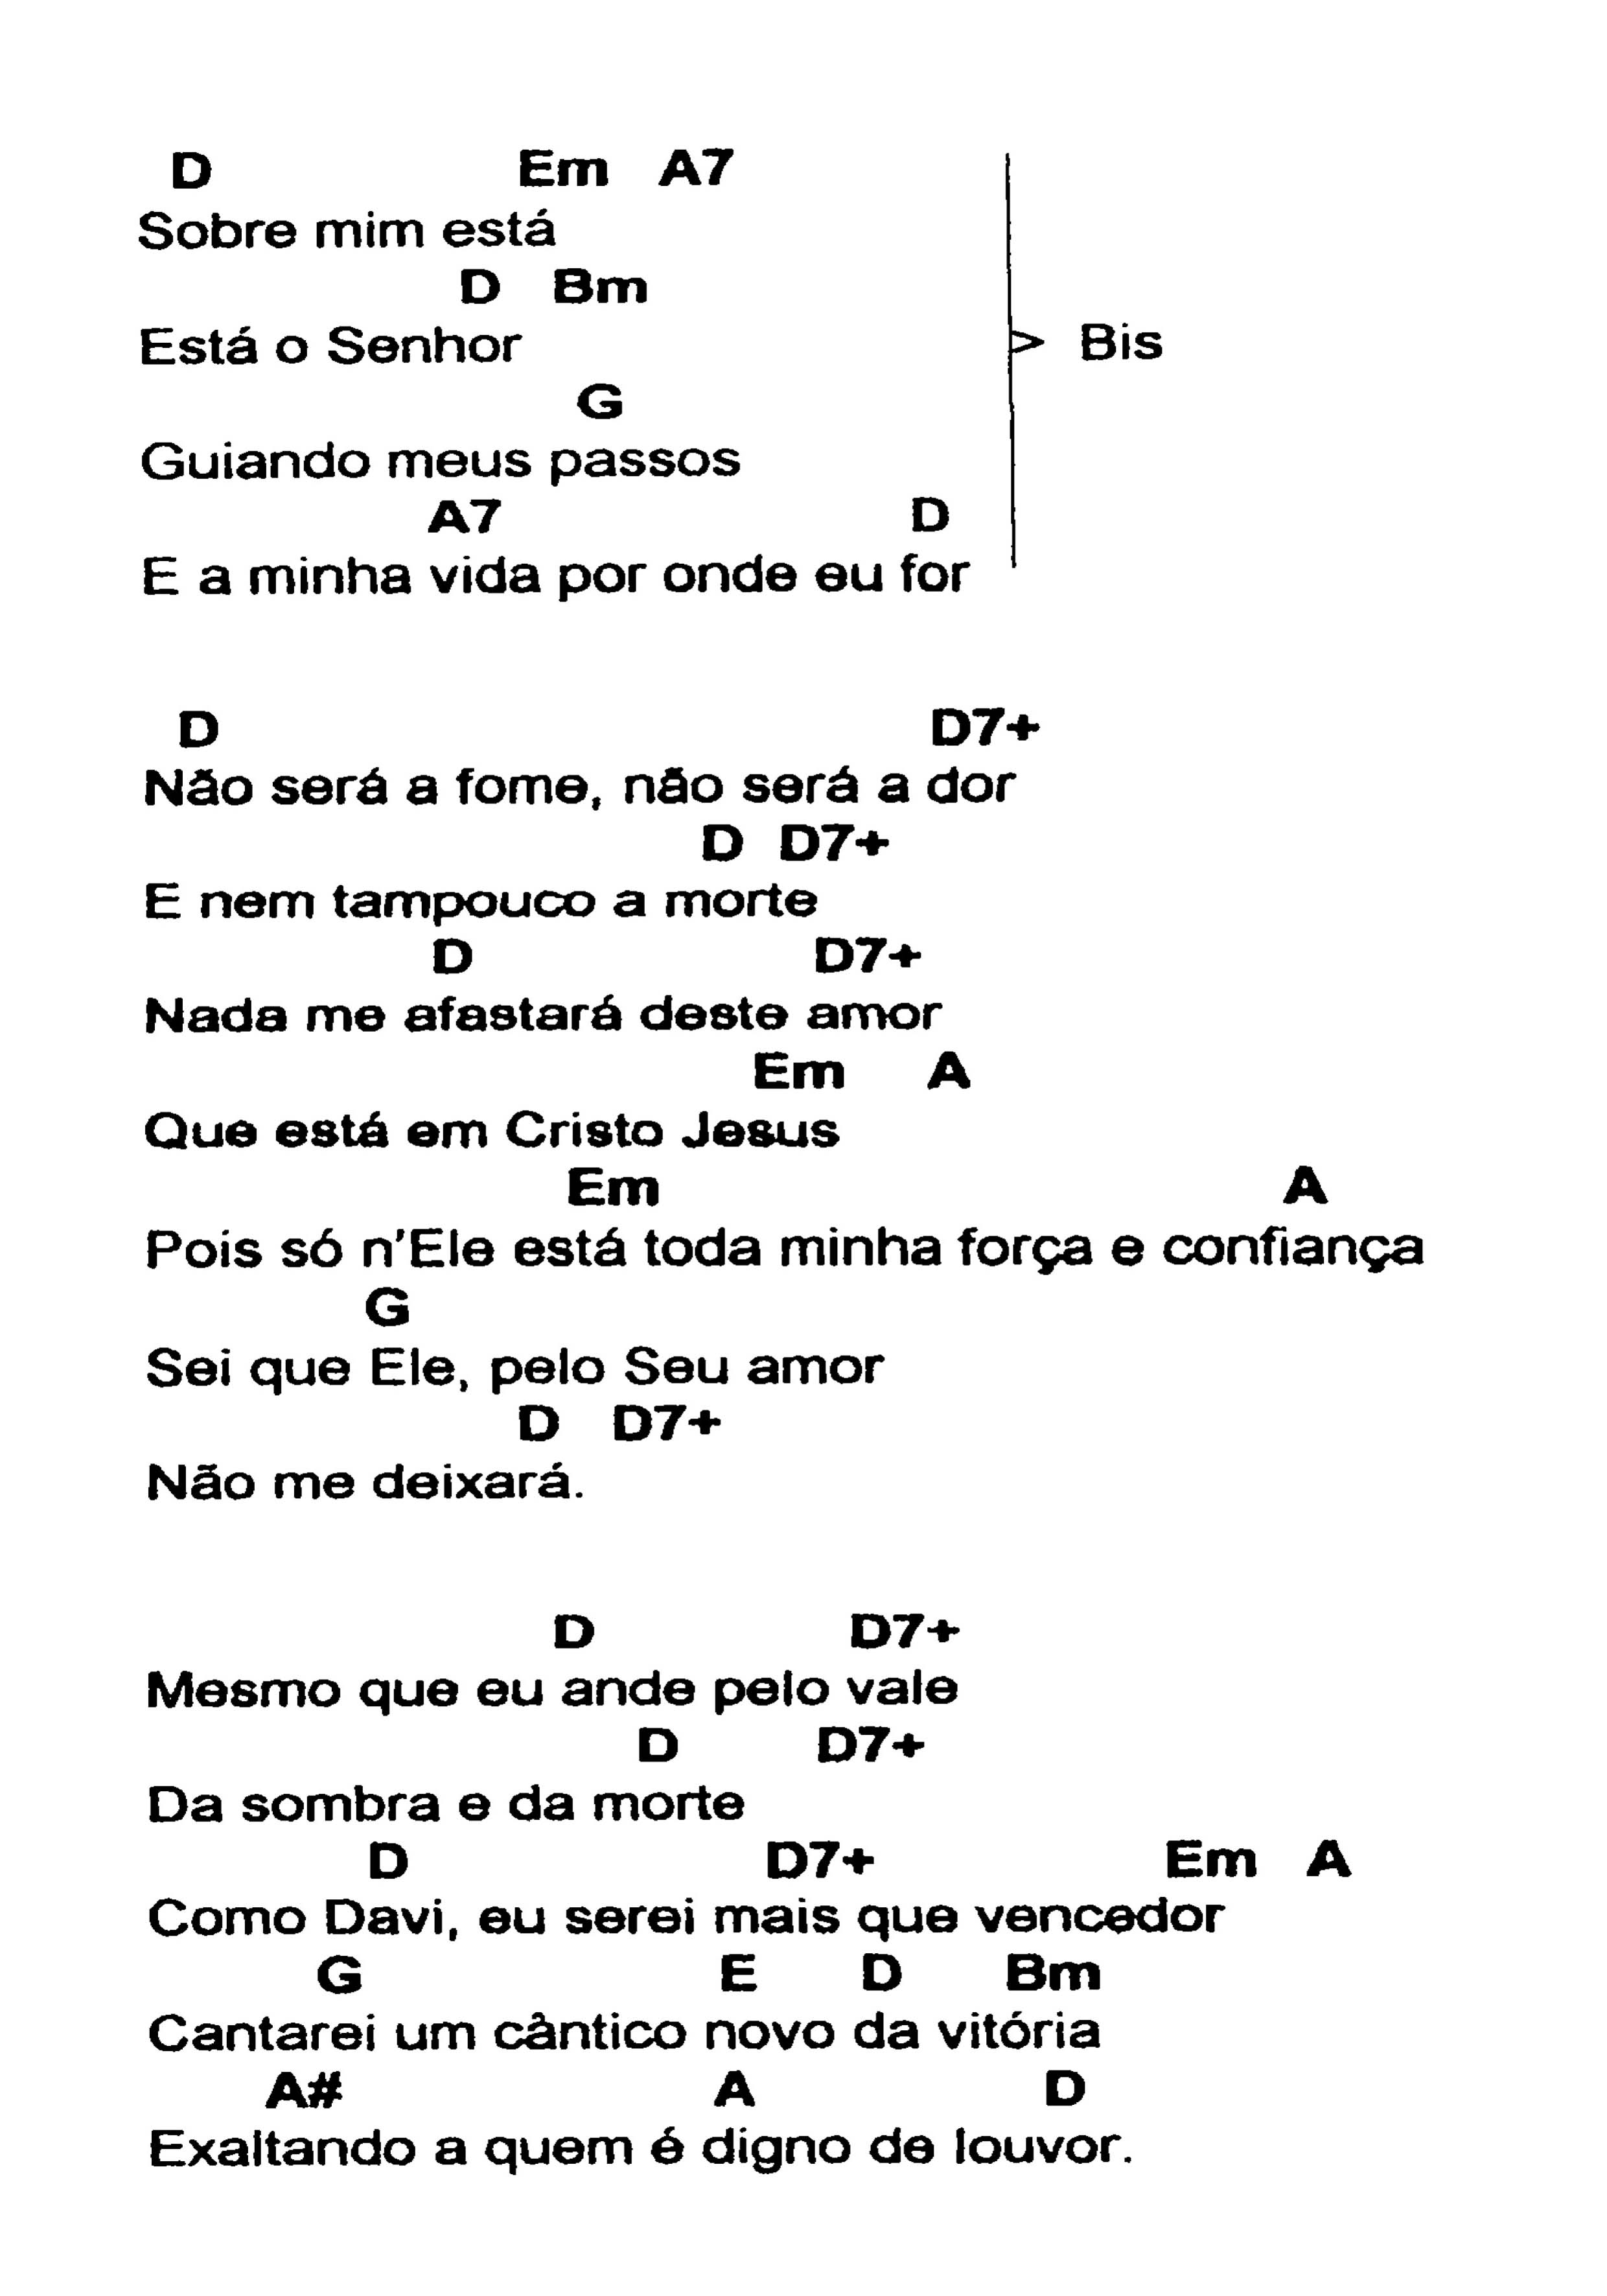 D Em A7
Sobre mim está
D Bm
Está o Senhor
> Bis
G
Guiando meus passos
A7 D
E a minha vida por onde eu for
D D7+
Não será a fome, não será a dor
D D7+
E nem tampouco a morte
D D7+
Nada me afastará deste amor
Em A
Que está em Cristo Jesus
Em A
Pois só n'Ele está toda minha força e confiança
G
Sei que Ele, pelo Seu amor
D D7+
Não me deixará.
D D7+
Mesmo que eu ande pelo vale
D D7+
Da sombra e da morte
D D7+ Em A
Como Davi, eu serei mais que vencedor
G E D Bm
Cantarei um cântico novo da vitória
A# A D
Exaltando a quem é digno de louvor.